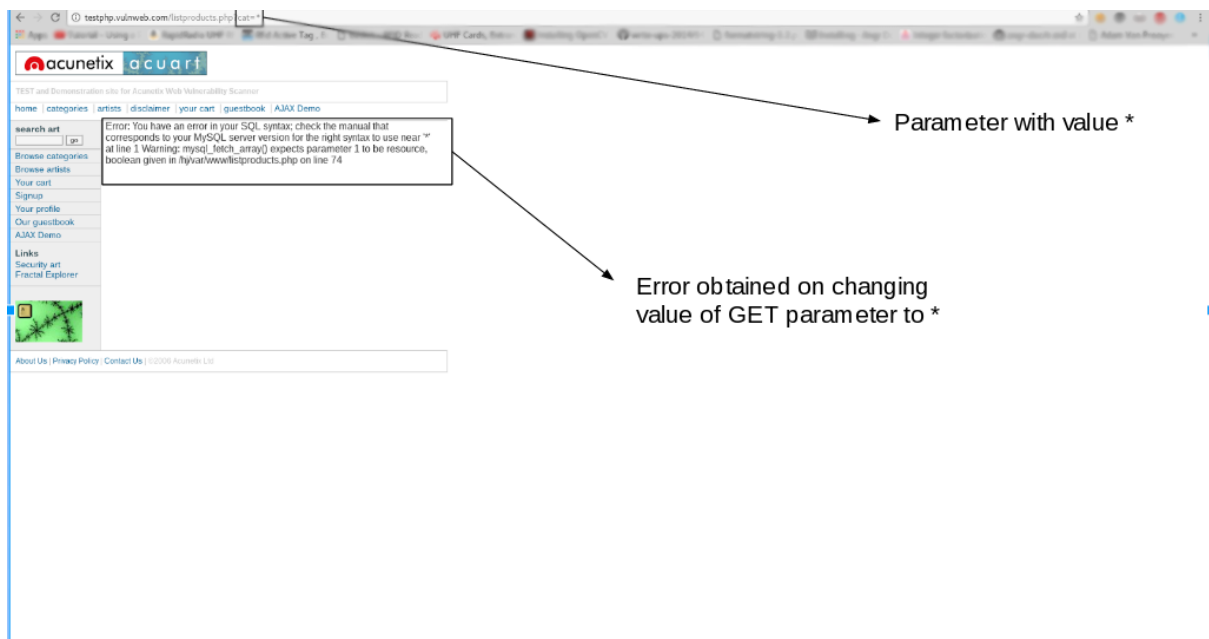 testphp.vulnweb.com/listproducts.php?cat=*
Apps
acunetix acuart
TEST and Demonstration site for Acunetix Web Vulnerability Scanner
home | categories | artists | disclaimer | your cart | guestbook | AJAX Demo
search art
go
Browse categories
Browse artists
Your cart
Signup
Your profile
Our guestbook
AJAX Demo
Links
Security art
Fractal Explorer
Error: You have an error in your SQL syntax; check the manual that
corresponds to your MySQL server version for the right syntax to use near '*'
at line 1 Warning: mysql_fetch_array() expects parameter 1 to be resource,
boolean given in /hj/var/www/listproducts.php on line 74
Parameter with value *
Error obtained on changing
value of GET parameter to *
About Us | Privacy Policy | Contact Us | ©2006 Acunetix Ltd